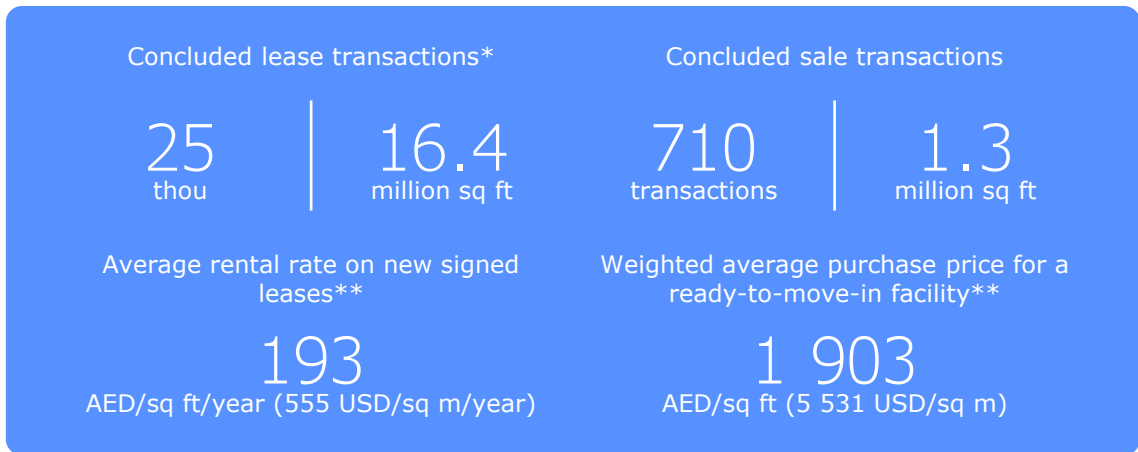 Concluded lease transactions*
25
thou
16.4
million sq ft
Concluded sale transactions
710
transactions
1.3
million sq ft
Average rental rate on new signed
leases**
193
AED/sq ft/year (555 USD/sq m/year)
Weighted average purchase price for a
ready-to-move-in facility**
1 903
AED/sq ft (5 531 USD/sq m)